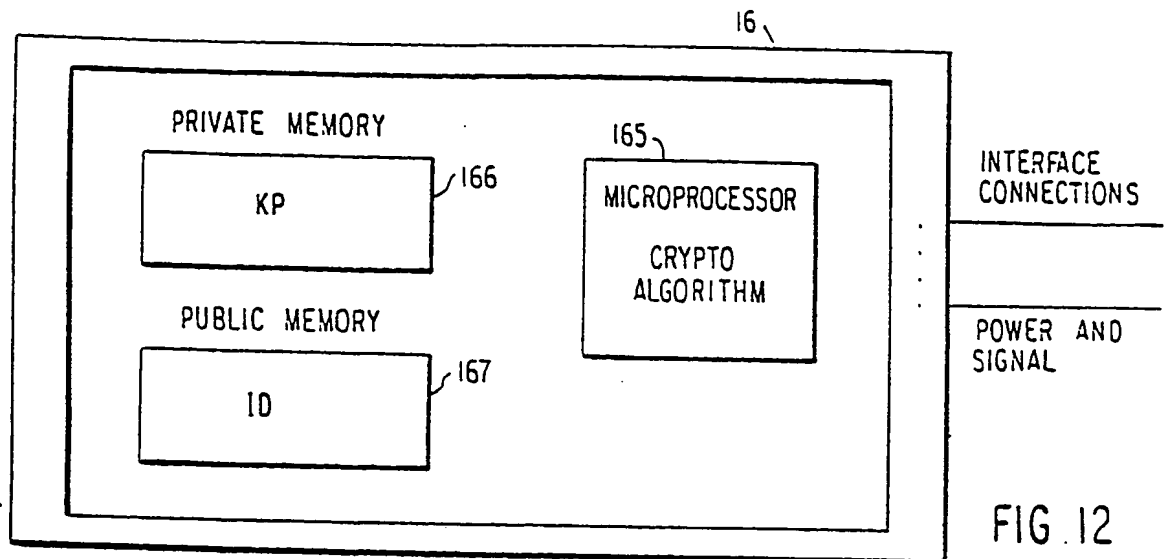 16
PRIVATE MEMORY
166
KP
165
MICROPROCESSOR
CRYPTO
ALGORITHM
INTERFACE
CONNECTIONS
PUBLIC MEMORY
167
ID
POWER AND
SIGNAL
FIG.12